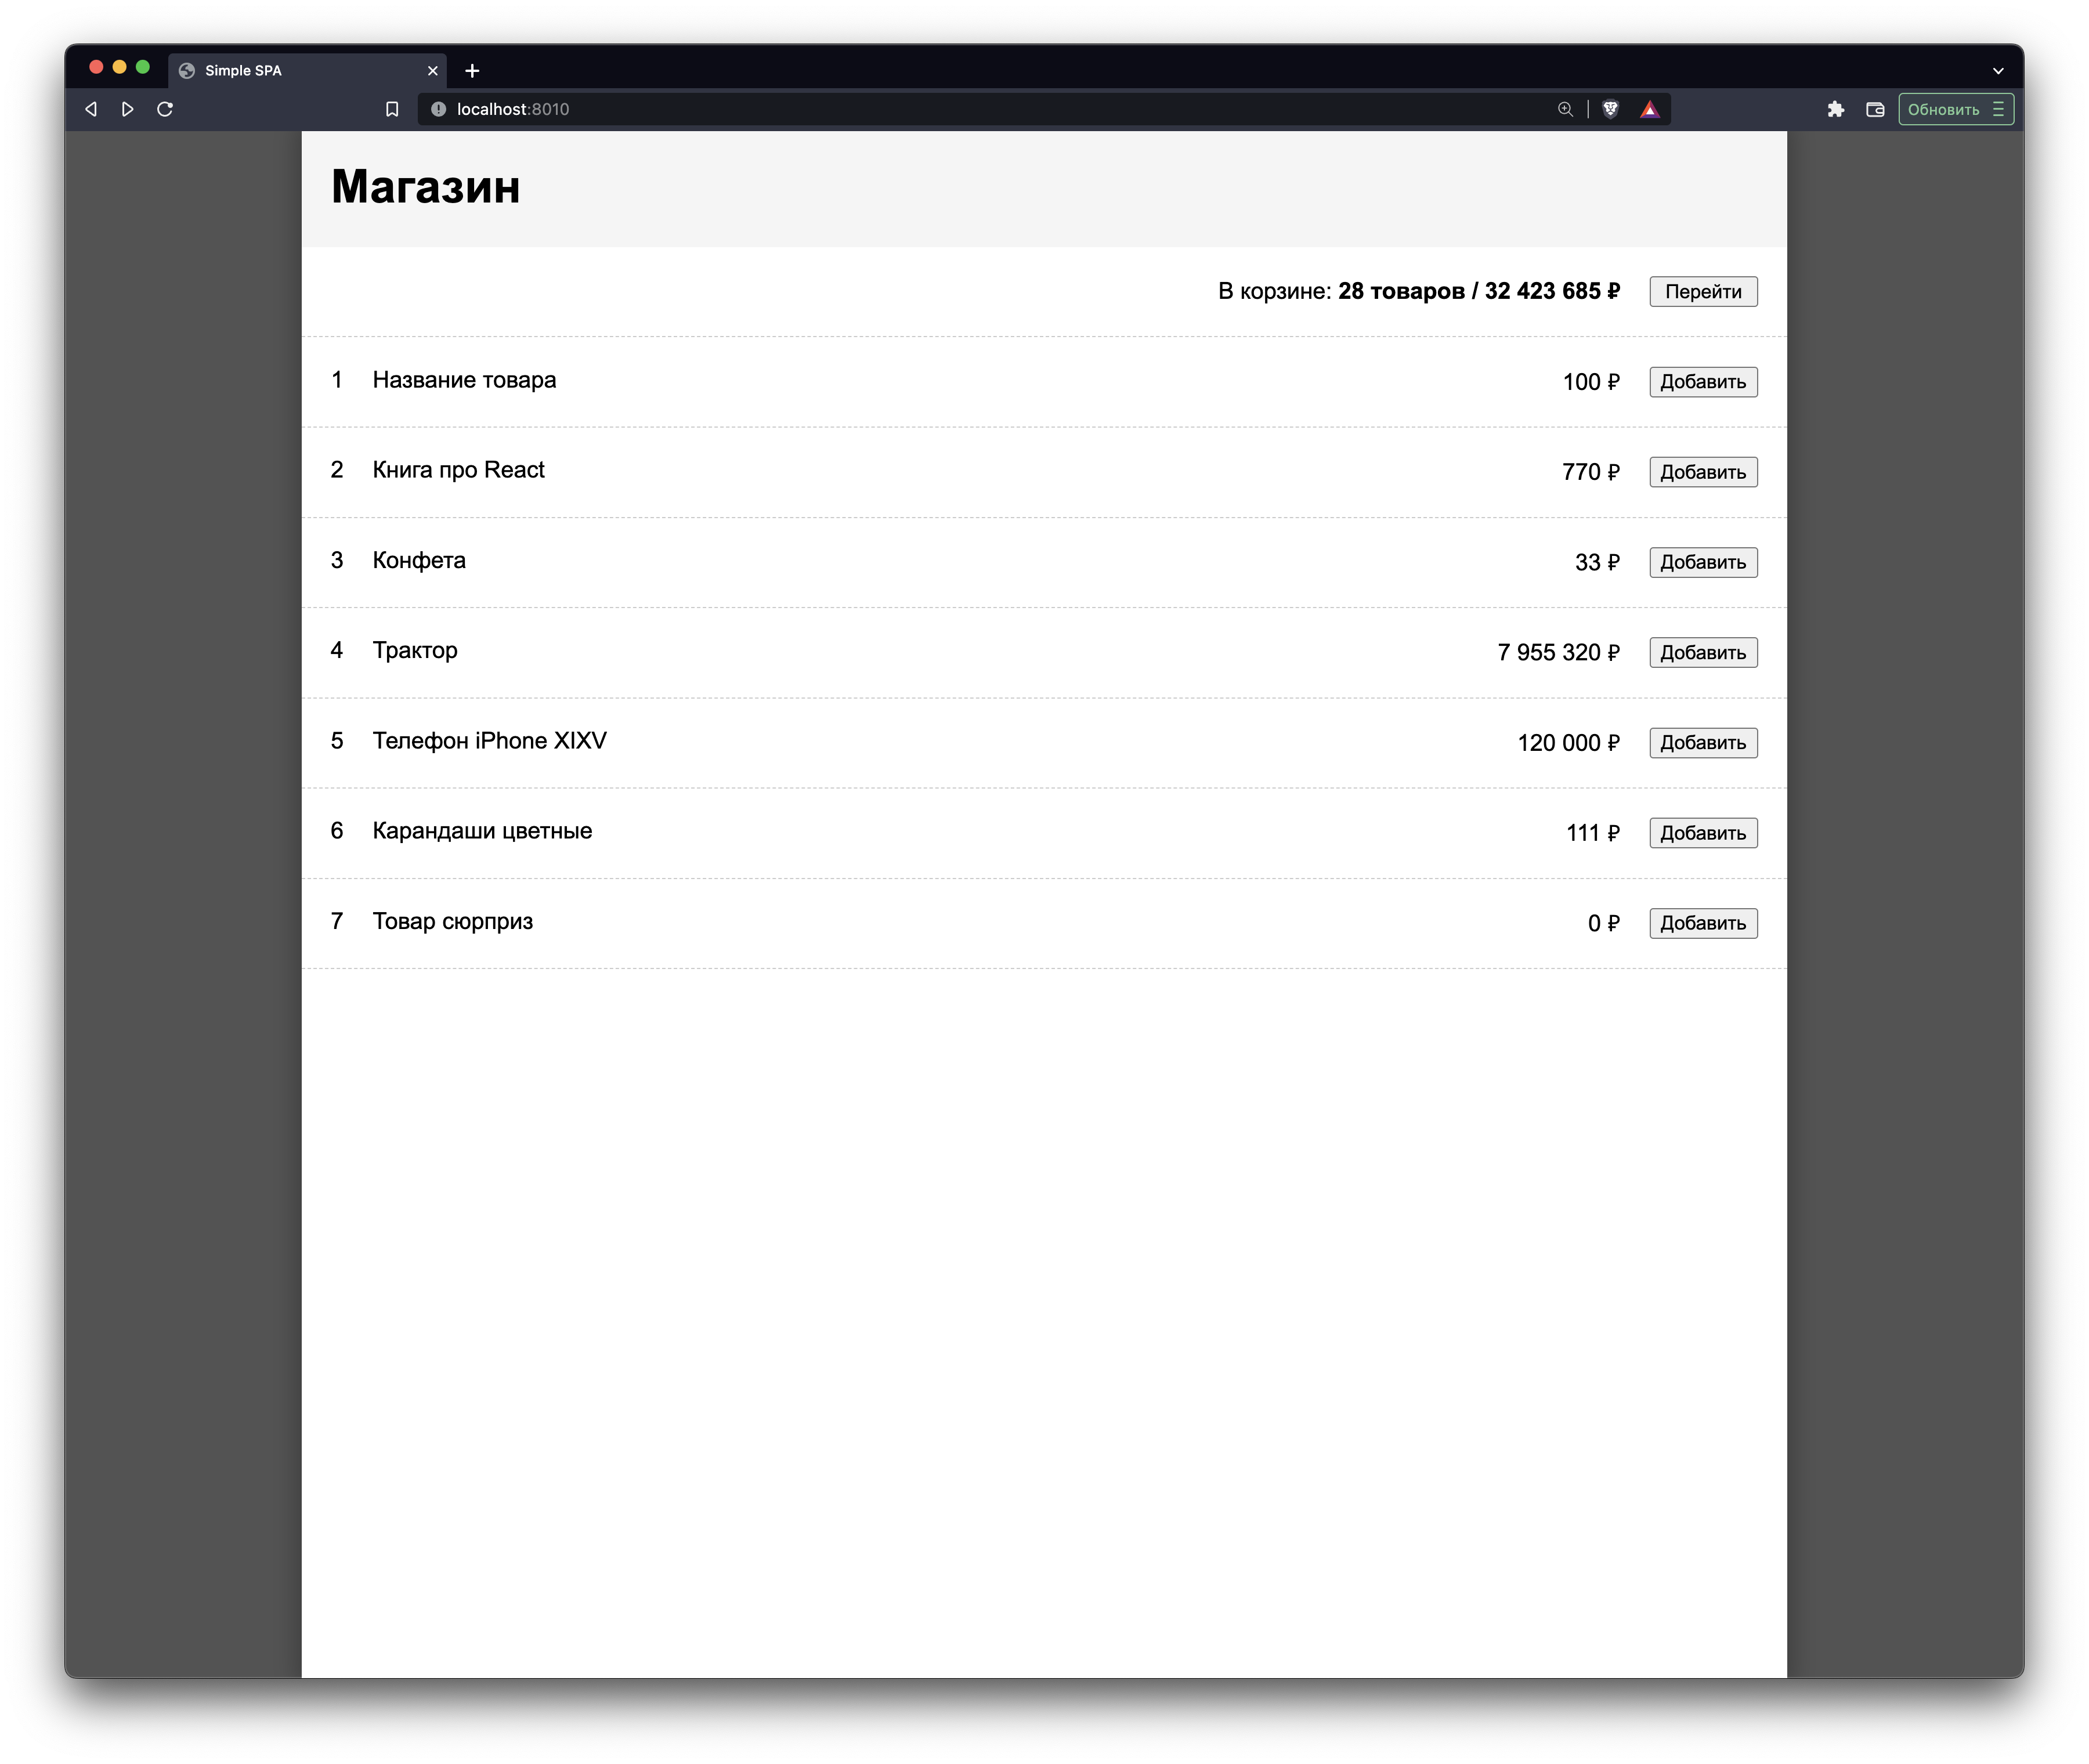 Simple SPA
localhost:8010
Обновить
Магазин
В корзине: 28 товаров / 32 423 685 ₽ Перейти
1 Название товара 100 ₽ Добавить
2 Книга про React 770 ₽ Добавить
3 Конфета 33 ₽ Добавить
4 Трактор 7 955 320 ₽ Добавить
5 Телефон iPhone XIXV 120 000 ₽ Добавить
6 Карандаши цветные 111 ₽ Добавить
7 Товар сюрприз 0 ₽ Добавить